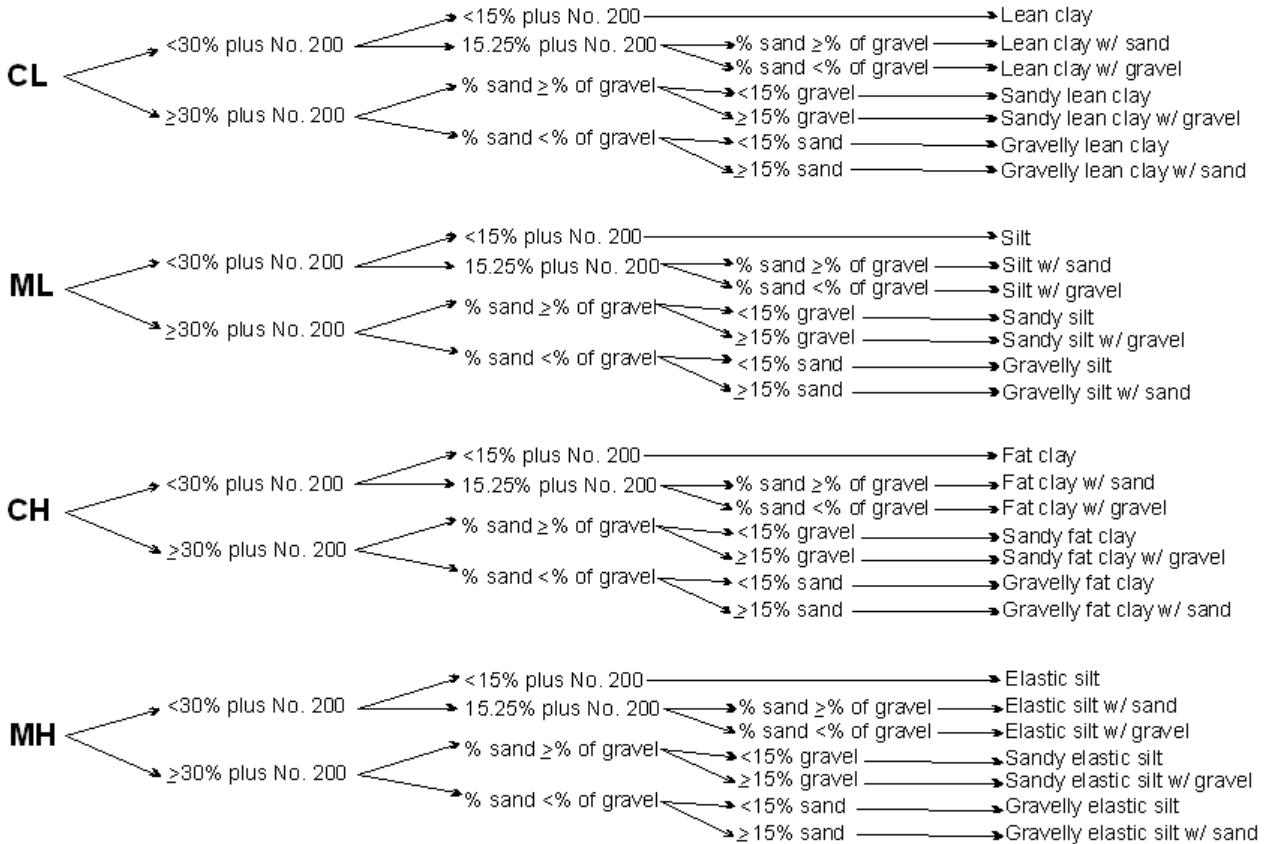 <15% plus No. 200 Lean clay
<30% plus No. 200 15.25% plus No. 200 % sand ≥% of gravel Lean clay w/ sand
% sand <% of gravel Lean clay w/ gravel
CL
% sand ≥% of gravel <15% gravel Sandy lean clay
≥30% plus No. 200 ≥15% gravel Sandy lean clay w/ gravel
% sand <% of gravel <15% sand Gravelly lean clay
≥15% sand Gravelly lean clay w/ sand
<15% plus No. 200 Silt
<30% plus No. 200 15.25% plus No. 200 % sand ≥% of gravel Silt w/ sand
ML % sand <% of gravel Silt w/ gravel
% sand ≥% of gravel <15% gravel Sandy silt
≥30% plus No. 200 ≥15% gravel Sandy silt w/ gravel
% sand <% of gravel <15% sand Gravelly silt
≥15% sand Gravelly silt w/ sand
<15% plus No. 200 Fat clay
<30% plus No. 200 15.25% plus No. 200 % sand ≥% of gravel Fat clay w/ sand
CH % sand <% of gravel Fat clay w/ gravel
% sand ≥% of gravel <15% gravel Sandy fat clay
≥30% plus No. 200 ≥15% gravel Sandy fat clay w/ gravel
% sand <% of gravel <15% sand Gravelly fat clay
≥15% sand Gravelly fat clay w/ sand
<15% plus No. 200 Elastic silt
<30% plus No. 200 15.25% plus No. 200 % sand ≥% of gravel Elastic silt w/ sand
MH % sand <% of gravel Elastic silt w/ gravel
% sand ≥% of gravel <15% gravel Sandy elastic silt
≥30% plus No. 200 ≥15% gravel Sandy elastic silt w/ gravel
% sand <% of gravel <15% sand Gravelly elastic silt
≥15% sand Gravelly elastic silt w/ sand